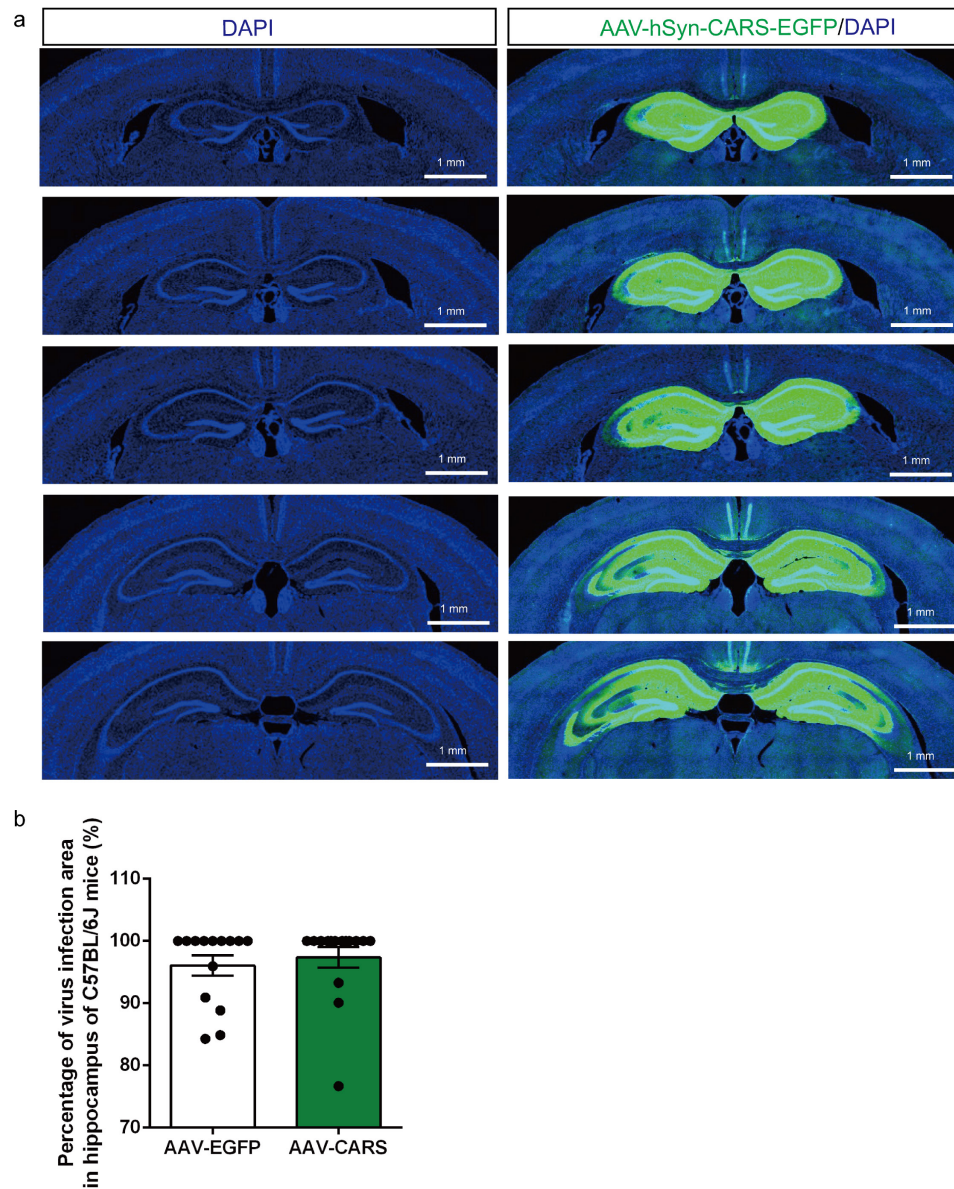 a
DAPI
AAV-hSyn-CARS-EGFP/DAPI
1 mm
1 mm
1 mm
1 mm
1 mm
1 mm
1 mm
1 mm
1 mm
1 mm
b
Percentage of virus infection area
in hippocampus of C57BL/6J mice (%)
110
100
90
80
70
AAV-EGFP
AAV-CARS